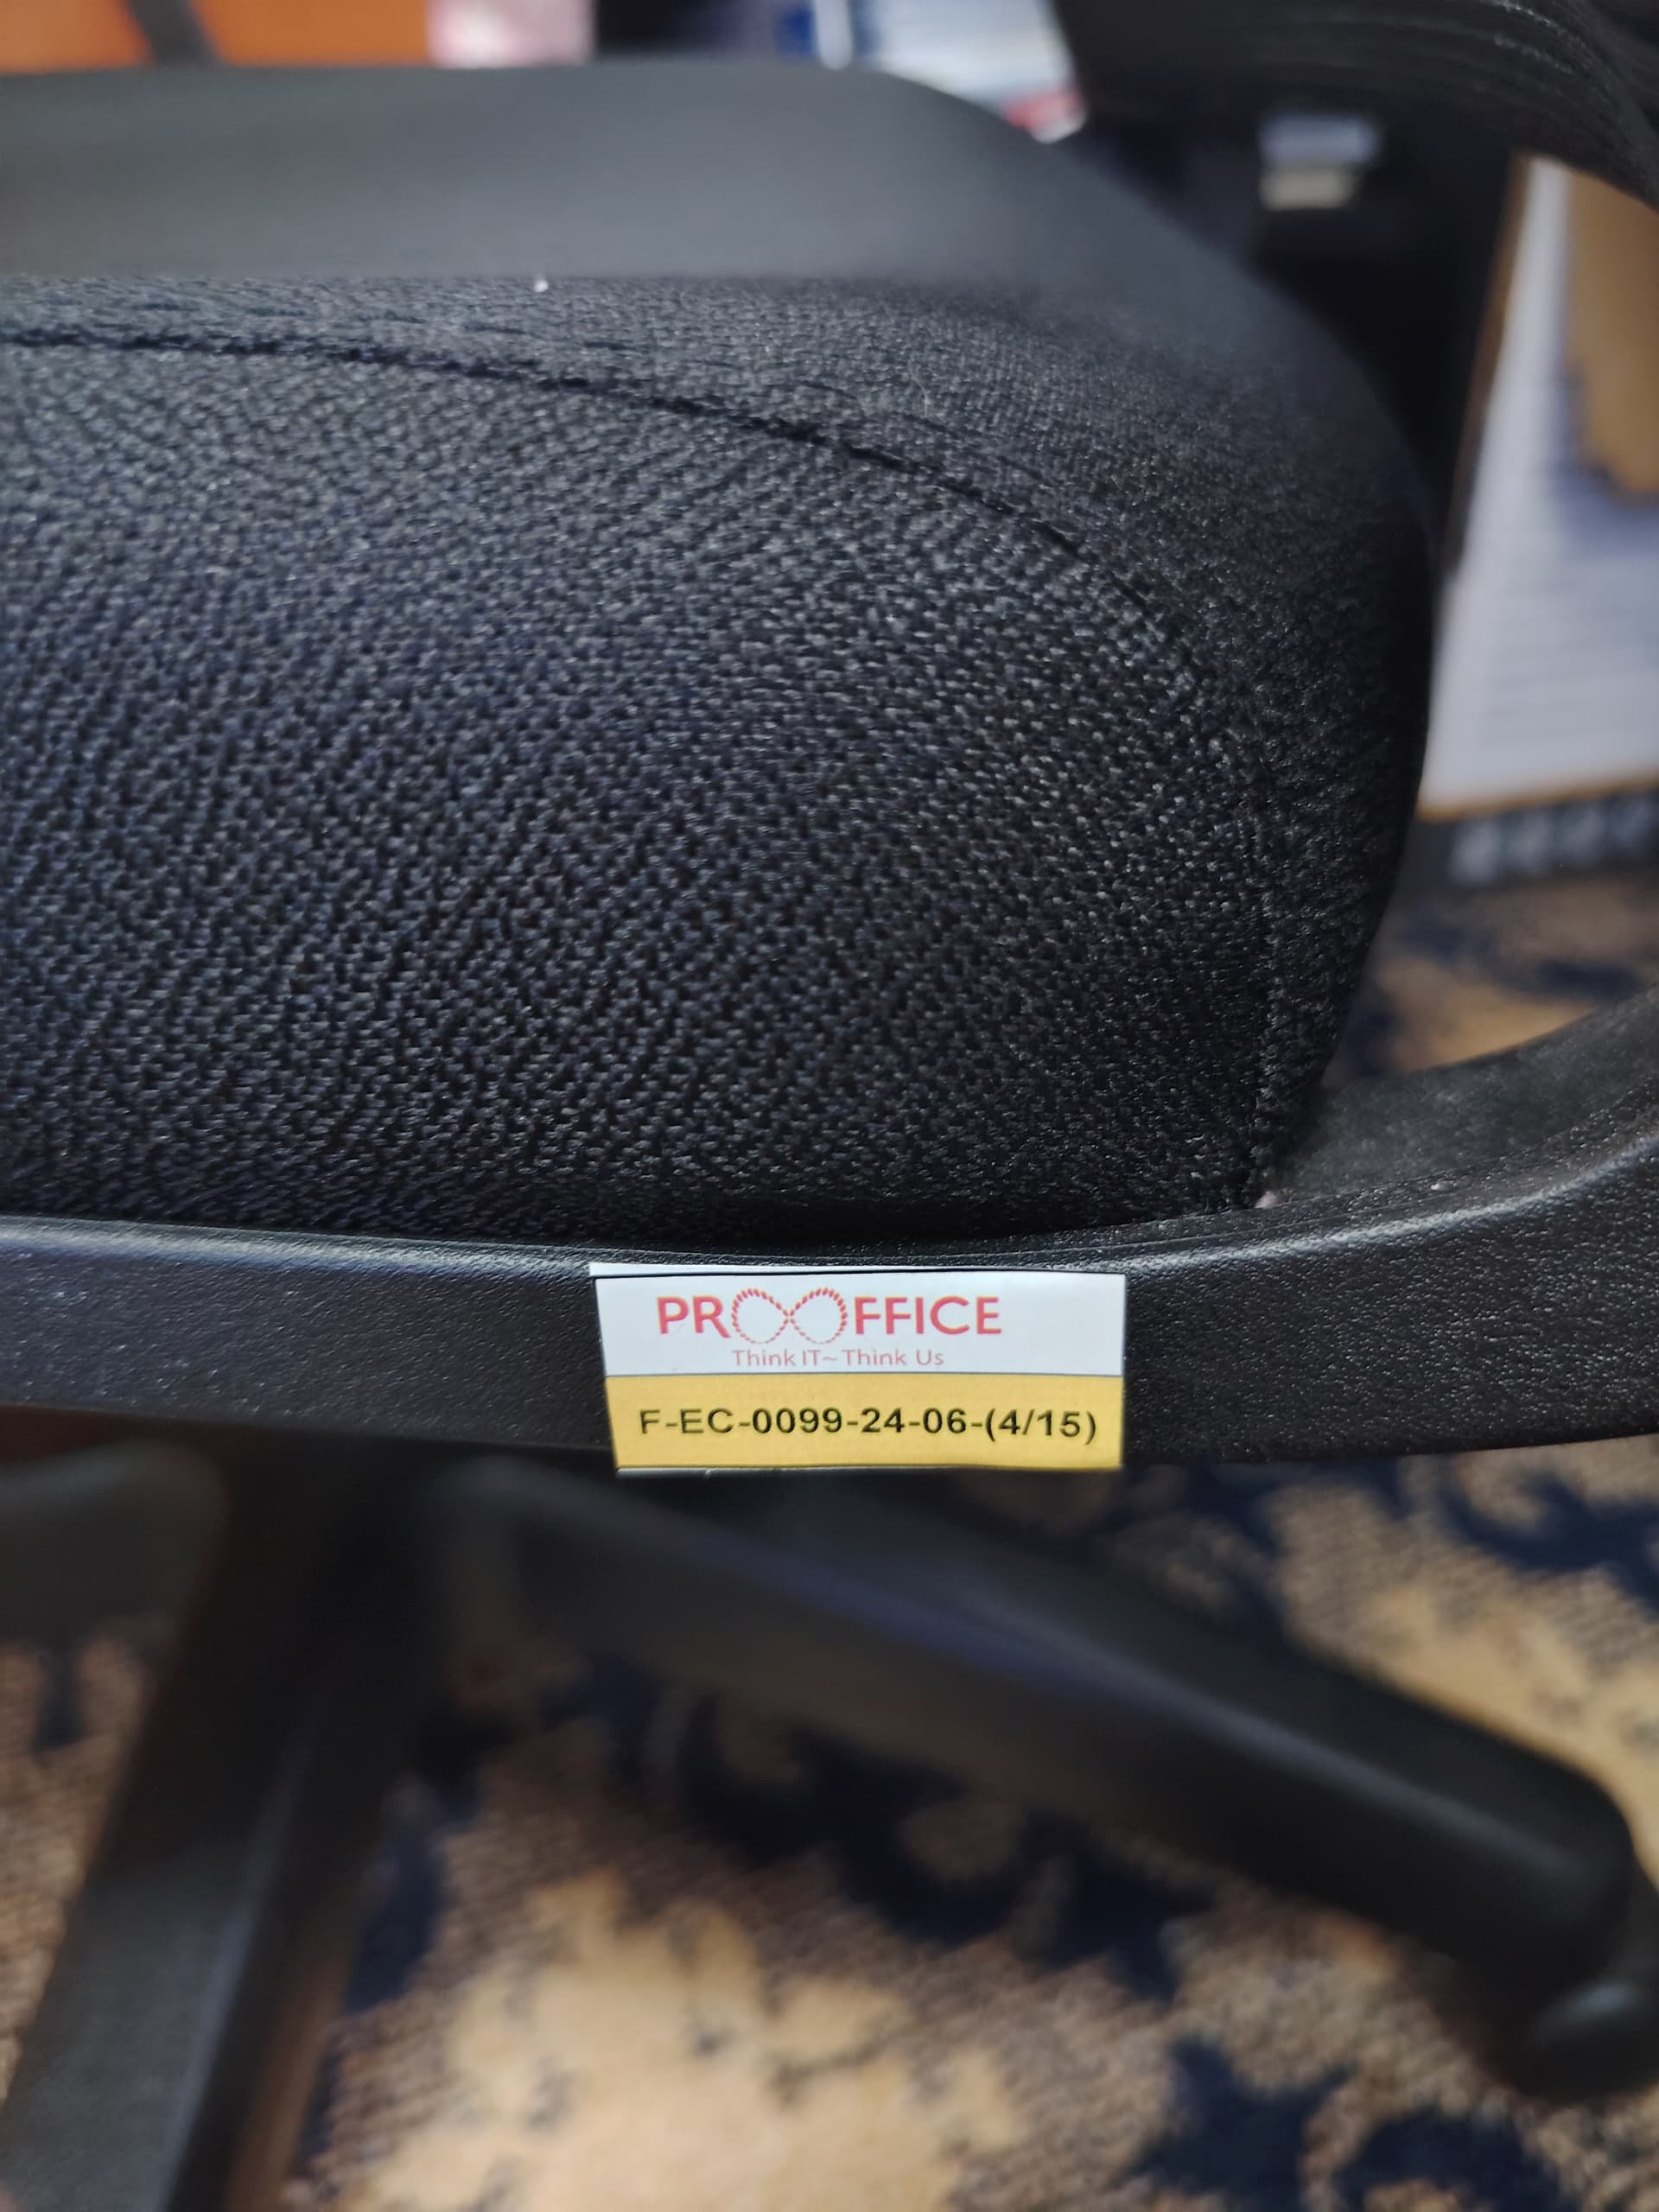 PROOFFICE
Think IT~Think Us
F-EC-0099-24-06-(4/15)